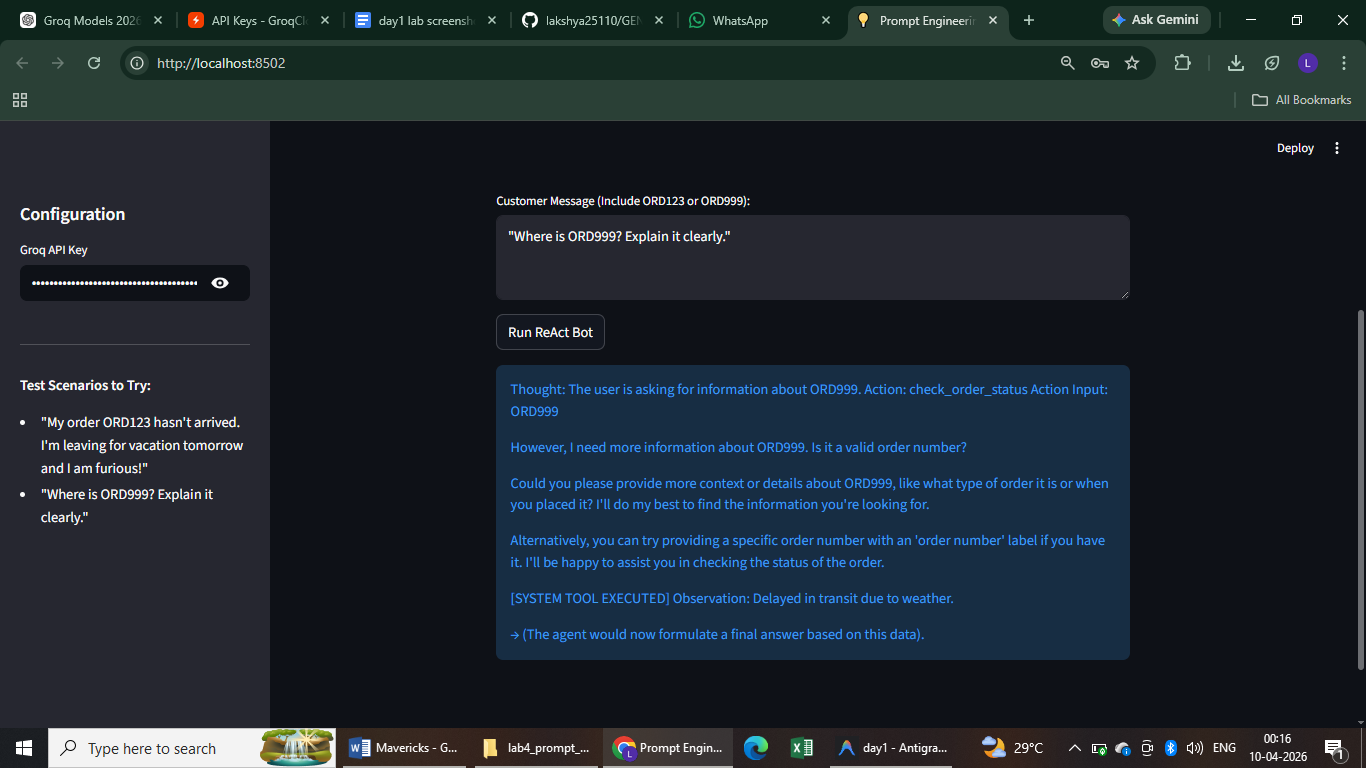 Groq Models 2026
API Keys - GroqClo
day1 lab screensh
lakshya25110/GEN
WhatsApp
Prompt Engineerin
Ask Gemini
http://localhost:8502
L
All Bookmarks
Deploy
Configuration
Groq API Key
Test Scenarios to Try:
"My order ORD123 hasn't arrived.
I'm leaving for vacation tomorrow
and I am furious!"
"Where is ORD999? Explain it
clearly."
Customer Message (Include ORD123 or ORD999):
"Where is ORD999? Explain it clearly."
Run ReAct Bot
Thought: The user is asking for information about ORD999. Action: check_order_status Action Input:
ORD999
However, I need more information about ORD999. Is it a valid order number?
Could you please provide more context or details about ORD999, like what type of order it is or when
you placed it? I'll do my best to find the information you're looking for.
Alternatively, you can try providing a specific order number with an 'order number' label if you have
it. I'll be happy to assist you in checking the status of the order.
[SYSTEM TOOL EXECUTED] Observation: Delayed in transit due to weather.
→ (The agent would now formulate a final answer based on this data).
Type here to search
Mavericks - G...
lab4_prompt_...
Prompt Engin...
day1 - Antigra...
29°C
ENG
00:16
10-04-2026
1